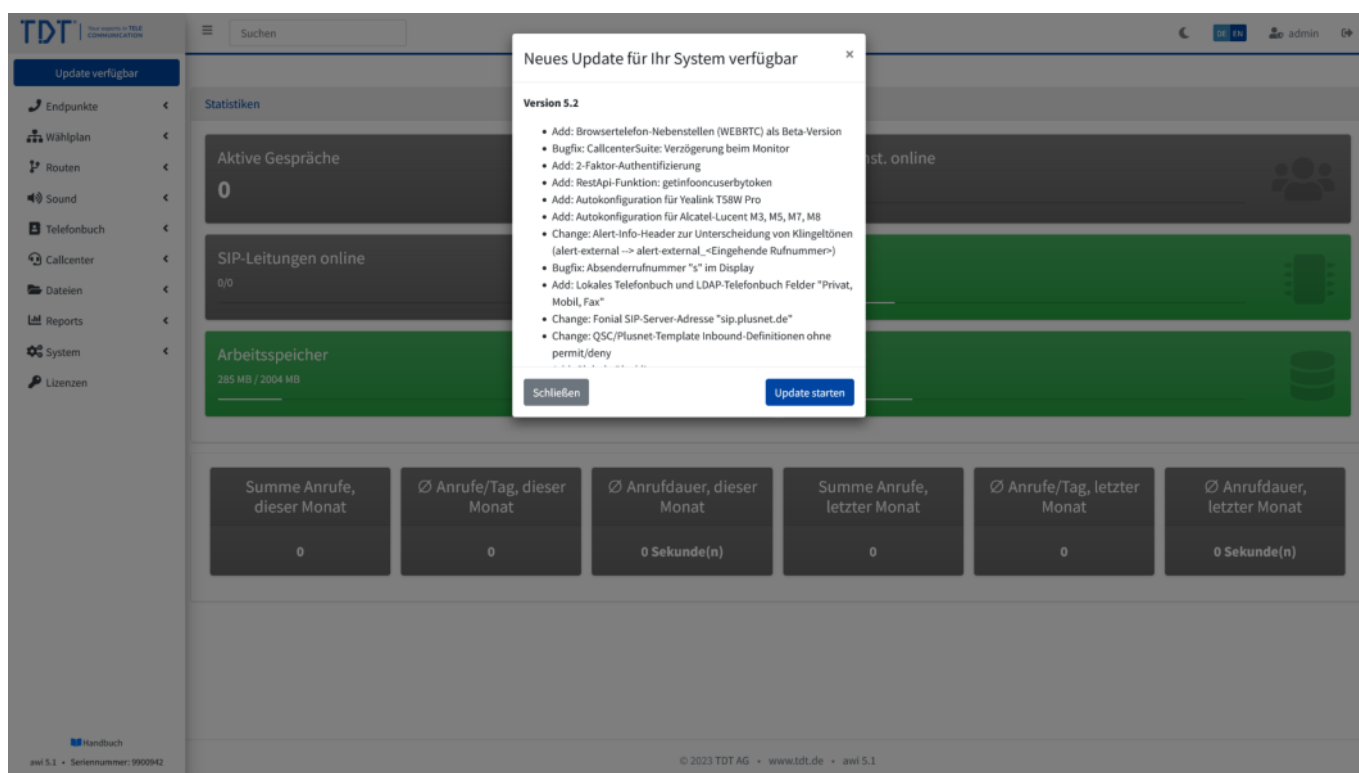 TDT
Your experts in TELE
COMMUNICATION
Suchen
DE EN
admin
Update verfügbar
Endpunkte
Wählplan
Routen
Sound
Telefonbuch
Callcenter
Dateien
Reports
System
Lizenzen
Handbuch
awi 5.1 • Seriennummer: 9900942
Statistiken
Aktive Gespräche
0
nst. online
SIP-Leitungen online
0/0
Arbeitsspeicher
285 MB / 2004 MB
Neues Update für Ihr System verfügbar
×
Version 5.2
• Add: Browsertelefon-Nebenstellen (WEBRTC) als Beta-Version
• Bugfix: CallcenterSuite: Verzögerung beim Monitor
• Add: 2-Faktor-Authentifizierung
• Add: RestApi-Funktion: getinfooncuserbytoken
• Add: Autokonfiguration für Yealink T58W Pro
• Add: Autokonfiguration für Alcatel-Lucent M3, M5, M7, M8
• Change: Alert-Info-Header zur Unterscheidung von Klingeltönen
(alert-external --> alert-external_<Eingehende Rufnummer>)
• Bugfix: Absenderrufnummer "s" im Display
• Add: Lokales Telefonbuch und LDAP-Telefonbuch Felder "Privat,
Mobil, Fax"
• Change: Fonial SIP-Server-Adresse "sip.plusnet.de"
• Change: QSC/Plusnet-Template Inbound-Definitionen ohne
permit/deny
Schließen
Update starten
Summe Anrufe,
dieser Monat
0
Ø Anrufe/Tag, dieser
Monat
0
Ø Anrufdauer, dieser
Monat
0 Sekunde(n)
Summe Anrufe,
letzter Monat
0
Ø Anrufe/Tag, letzter
Monat
0
Ø Anrufdauer,
letzter Monat
0 Sekunde(n)
© 2023 TDT AG • www.tdt.de • awi 5.1